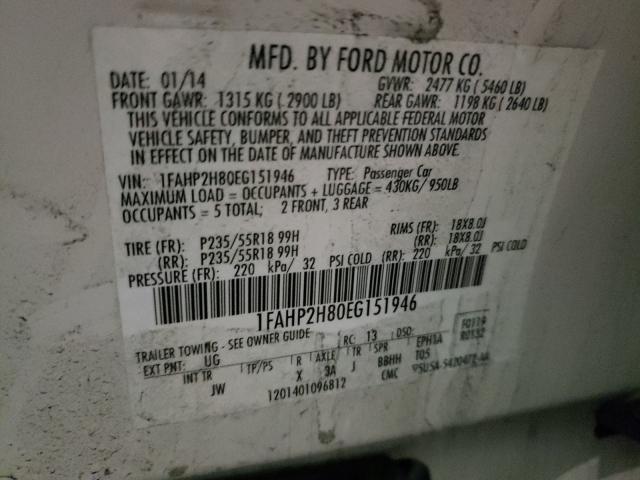 MFD. BY FORD MOTOR CO.
DATE: 01/14 GVWR: 2477 KG ( 5460 LB)
FRONT GAWR: 1315 KG ( 2900 LB) REAR GAWR: 1198 KG ( 2640 LB)
THIS VEHICLE CONFORMS TO ALL APPLICABLE FEDERAL MOTOR
VEHICLE SAFETY, BUMPER, AND THEFT PREVENTION STANDARDS
IN EFFECT ON THE DATE OF MANUFACTURE SHOWN ABOVE.
VIN: 1FAHP2H80EG151946 TYPE: Passenger Car
MAXIMUM LOAD = OCCUPANTS + LUGGAGE = 430KG/ 950LB
OCCUPANTS = 5 TOTAL; 2 FRONT, 3 REAR
TIRE (FR): P235/55R18 99H RIMS (FR): 18X8.0J
(RR): P235/55R18 99H (RR): 18X8.0J
PRESSURE (FR): 220 kPa/ 32 PSI COLD (RR): 220 kPa/ 32 PSI COLD
1FAHP2H80EG151946
TRAILER TOWING - SEE OWNER GUIDE
RC: 13 DSO: F0119
EXT PNT: UG EPH1A R0132
INT TR TP/PS R AXLE TR SPR T05
JW X 3A J BBHH
1201401096812 CMC